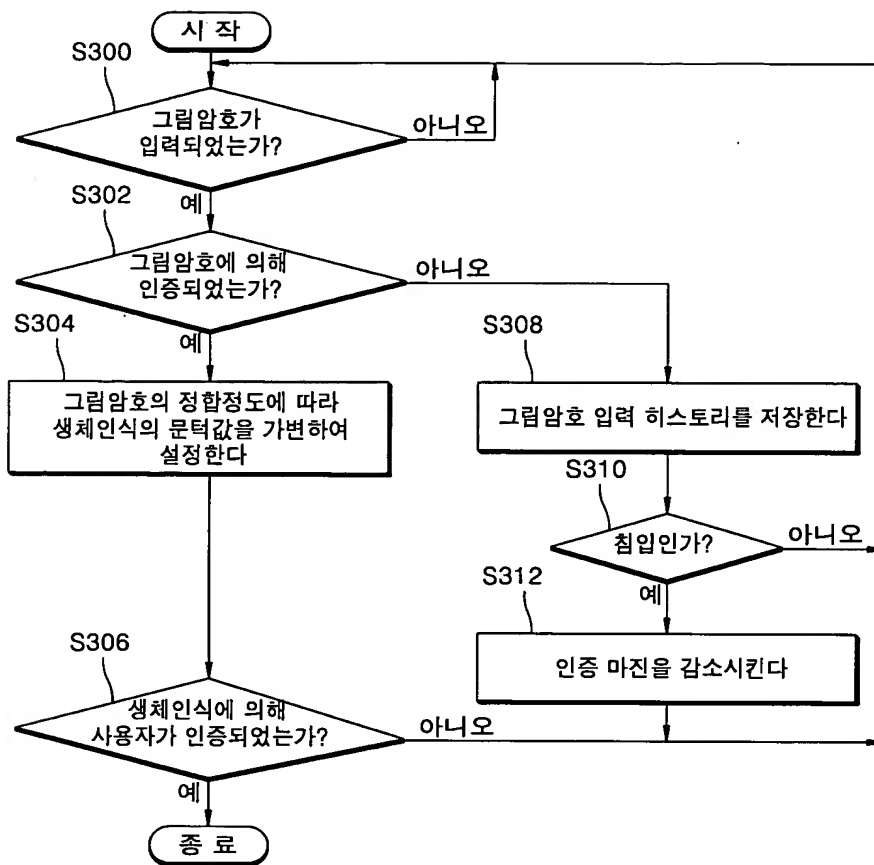 시 작
S300
그림암호가
입력되었는가?
아니오
예
S302
그림암호에 의해
인증되었는가?
아니오
예
S304
그림암호의 정합정도에 따라
생체인식의 문턱값을 가변하여
설정한다
S308
그림암호 입력 히스토리를 저장한다
S310
침입인가?
아니오
예
S312
인증 마진을 감소시킨다
S306
생체인식에 의해
사용자가 인증되었는가?
아니오
예
종 료